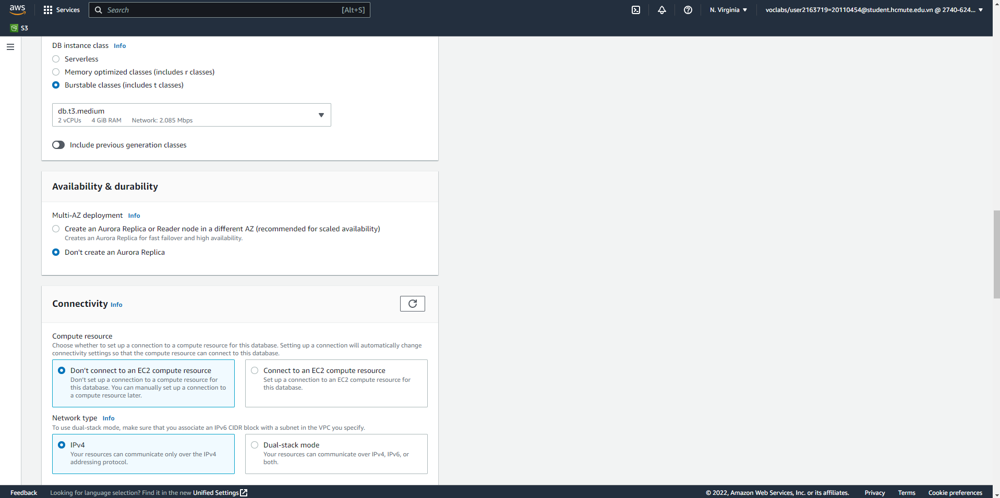 aws
Services
Search
[Alt+S]
N. Virginia
voclabs/user2163719=20110454@student.hcmute.edu.vn @ 2740-624...
S3
DB instance class Info
Serverless
Memory optimized classes (includes r classes)
Burstable classes (includes t classes)
db.t3.medium
2 vCPUs 4 GiB RAM Network: 2.085 Mbps
Include previous generation classes
Availability & durability
Multi-AZ deployment Info
Create an Aurora Replica or Reader node in a different AZ (recommended for scaled availability)
Creates an Aurora Replica for fast failover and high availability.
Don't create an Aurora Replica
Connectivity Info
Compute resource
Choose whether to set up a connection to a compute resource for this database. Setting up a connection will automatically change
connectivity settings so that the compute resource can connect to this database.
Don't connect to an EC2 compute resource
Don't set up a connection to a compute resource for
this database. You can manually set up a connection to
a compute resource later.
Connect to an EC2 compute resource
Set up a connection to an EC2 compute resource for
this database.
Network type Info
To use dual-stack mode, make sure that you associate an IPv6 CIDR block with a subnet in the VPC you specify.
IPv4
Your resources can communicate only over the IPv4
addressing protocol.
Dual-stack mode
Your resources can communicate over IPv4, IPv6, or
both.
Feedback
Looking for language selection? Find it in the new Unified Settings
© 2022, Amazon Web Services, Inc. or its affiliates.
Privacy
Terms
Cookie preferences